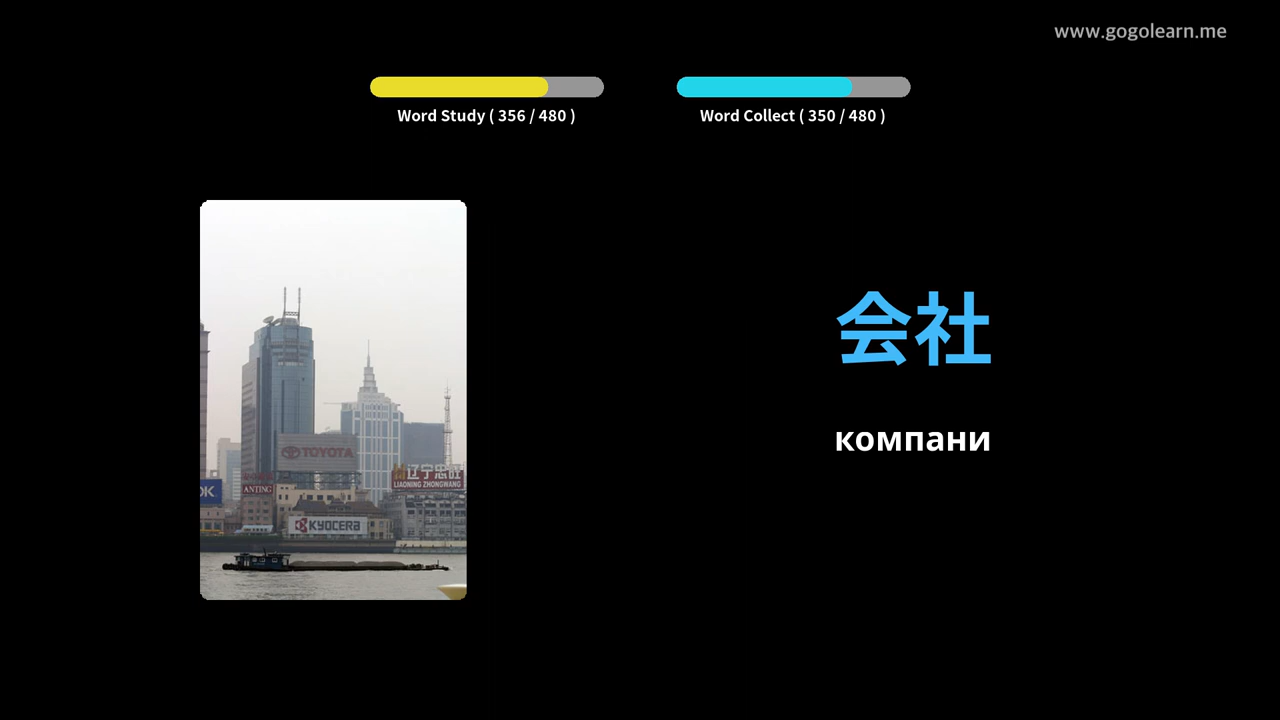 www.gogolearn.me
Word Study ( 356 / 480 )
Word Collect ( 350 / 480 )
会社
компани
TOYOTA
辽宁忠旺
LIAONING ZHONGWANG
ANTING
KYOCERA